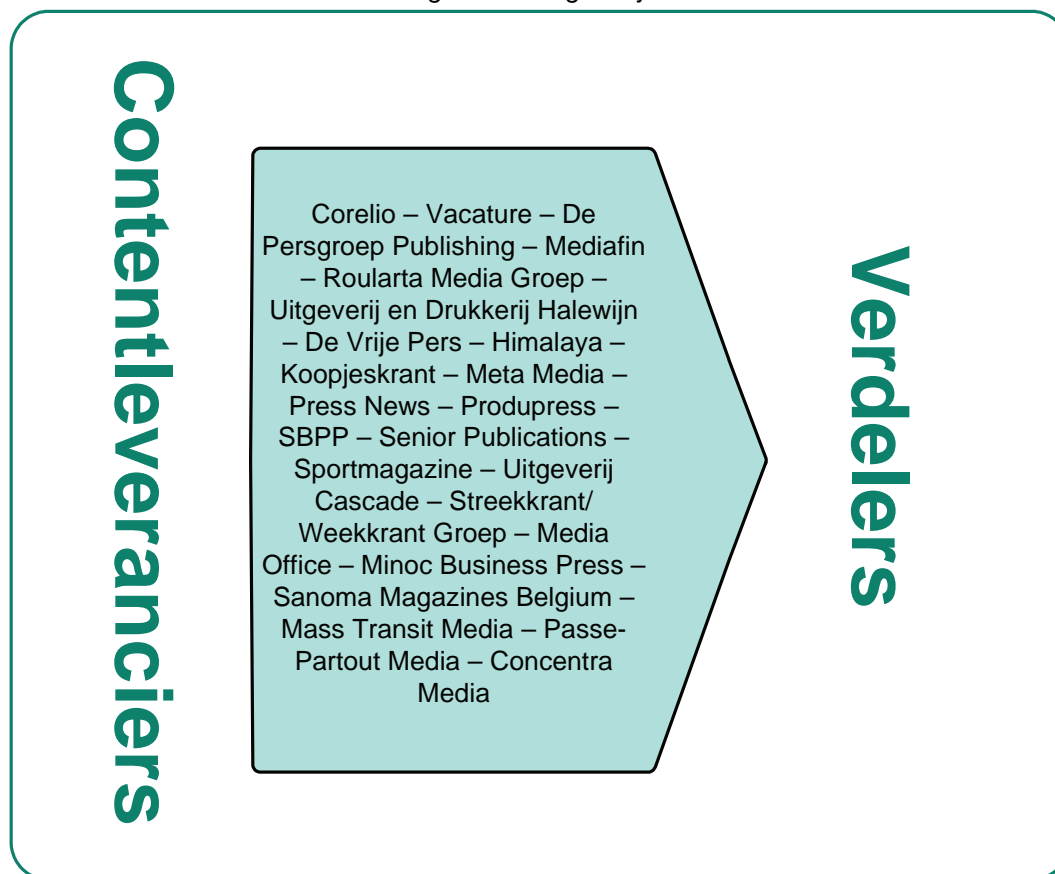 Contentleveranciers
Corelio – Vacature – De
Persgroep Publishing – Mediafin
– Roularta Media Groep –
Uitgeverij en Drukkerij Halewijn
– De Vrije Pers – Himalaya –
Koopjeskrant – Meta Media –
Press News – Produpress –
SBPP – Senior Publications –
Sportmagazine – Uitgeverij
Cascade – Streekkrant/
Weekkrant Groep – Media
Office – Minoc Business Press –
Sanoma Magazines Belgium –
Mass Transit Media – Passe-
Partout Media – Concentra
Media
Verdelers